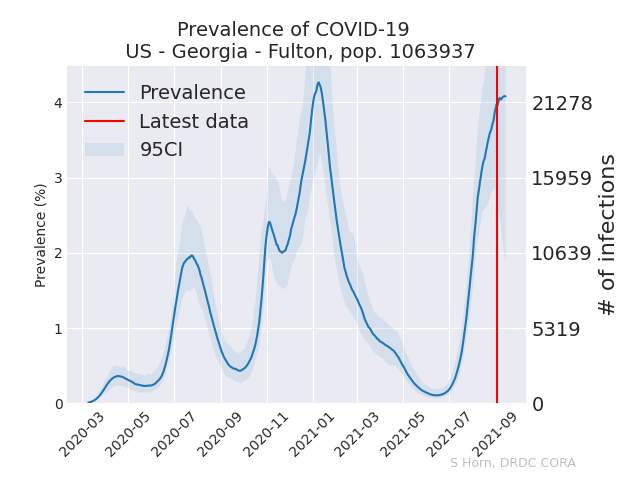 Prevalence of COVID-19
US - Georgia - Fulton, pop. 1063937
Prevalence
Latest data
95CI
Prevalence (%)
4
3
2
1
0
21278
15959
10639
5319
0
# of infections
2020-03
2020-05
2020-07
2020-09
2020-11
2021-01
2021-03
2021-05
2021-07
2021-09
S Horn, DRDC CORA